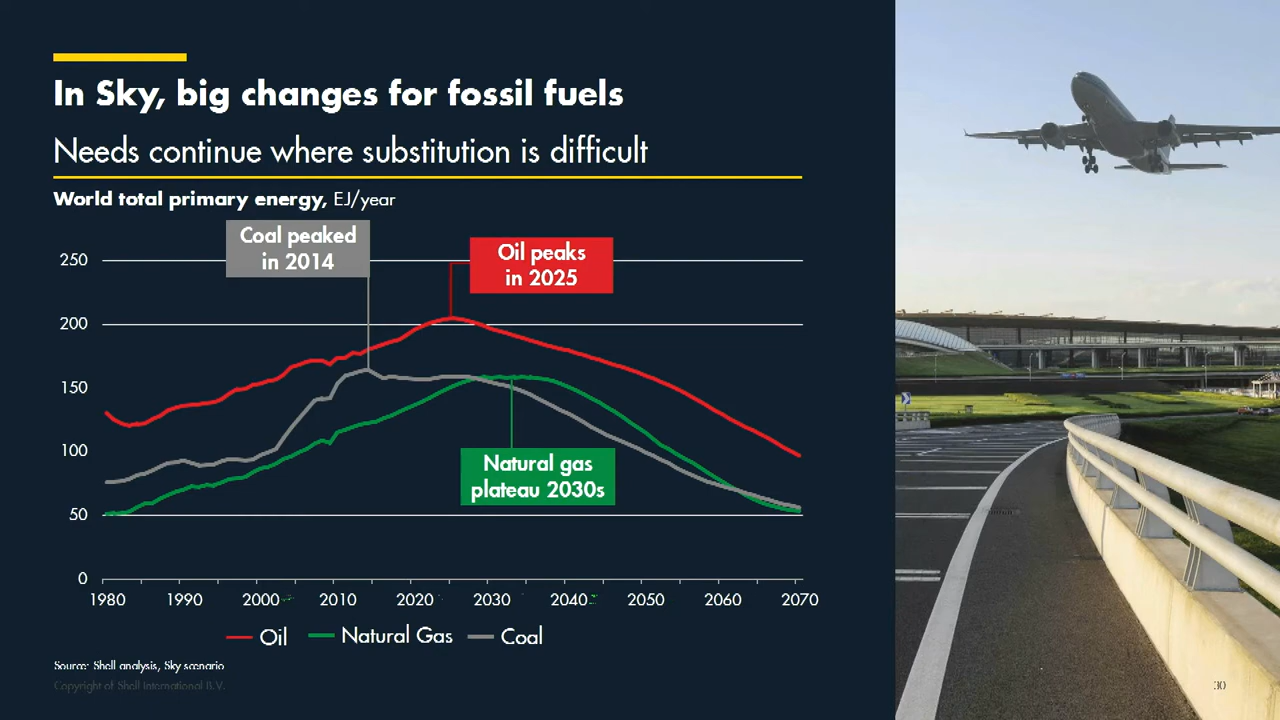 In Sky, big changes for fossil fuels
Needs continue where substitution is difficult
World total primary energy, EJ/year
Coal peaked
in 2014
Oil peaks
in 2025
250
200
150
100
50
0
Natural gas
plateau 2030s
1980 1990 2000 2010 2020 2030 2040 2050 2060 2070
Oil Natural Gas Coal
Source: Shell analysis, Sky scenario
Copyright of Shell International B.V.
30